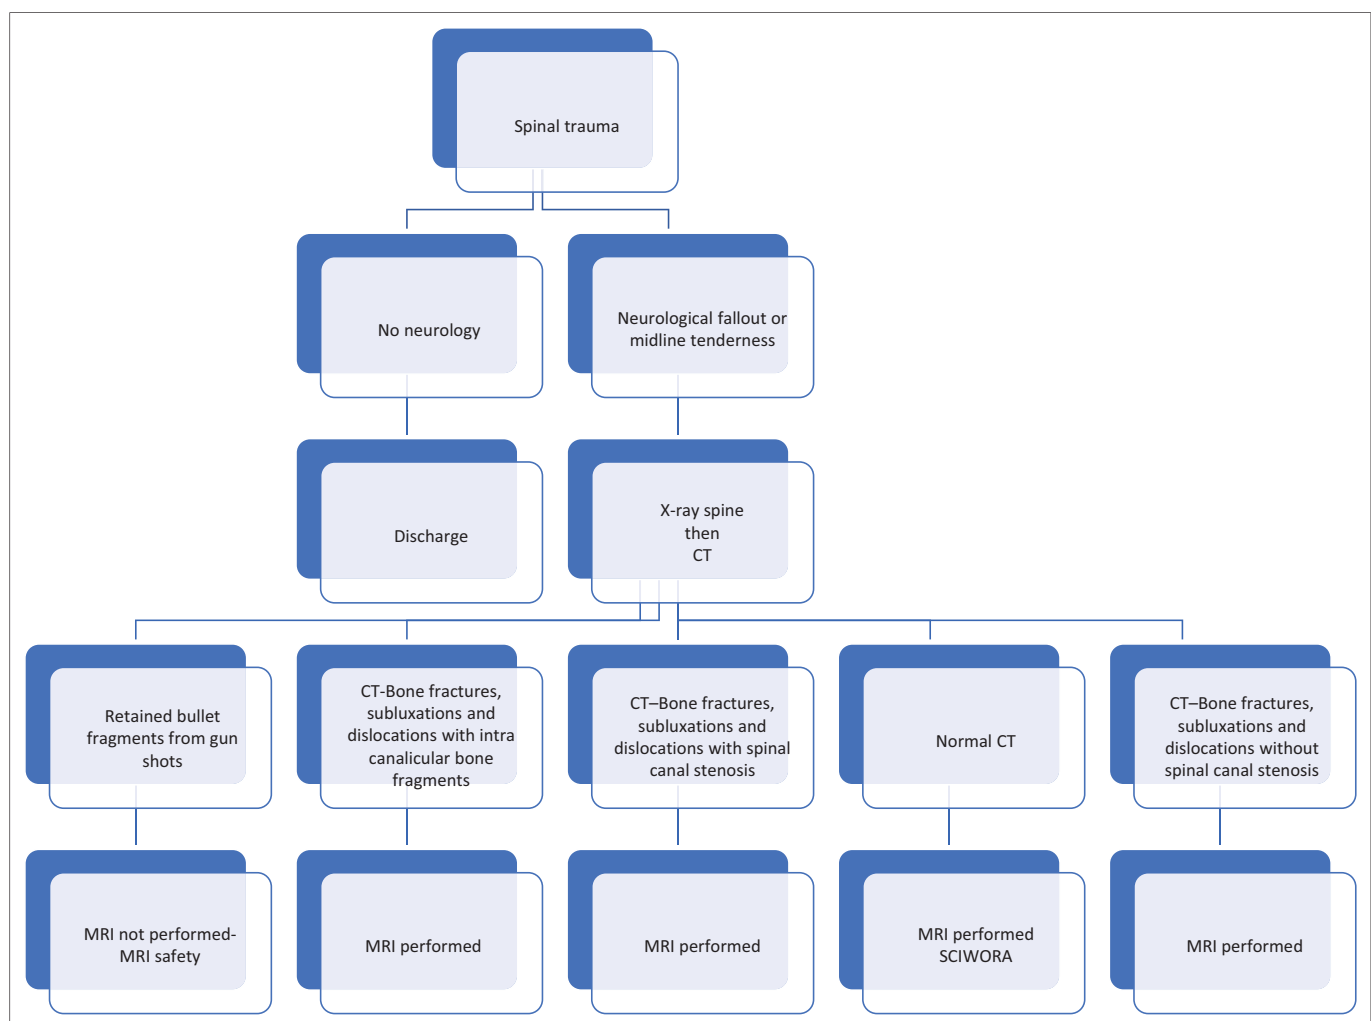 Spinal trauma
No neurology
Neurological fallout or
midline tenderness
Discharge
X-ray spine
then
CT
Retained bullet
fragments from gun
shots
CT-Bone fractures,
subluxations and
dislocations with intra
canalicular bone
fragments
CT–Bone fractures,
subluxations and
dislocations with spinal
canal stenosis
Normal CT
CT–Bone fractures,
subluxations and
dislocations without
spinal canal stenosis
MRI not performed-
MRI safety
MRI performed
MRI performed
MRI performed
SCIWORA
MRI performed